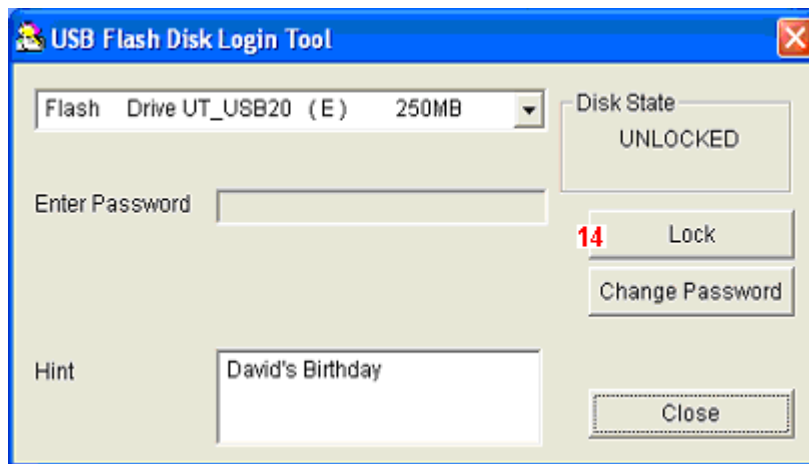 USB Flash Disk Login Tool
Flash Drive UT_USB20 (E) 250MB
Disk State
UNLOCKED
Enter Password
14 Lock
Change Password
Hint
David's Birthday
Close